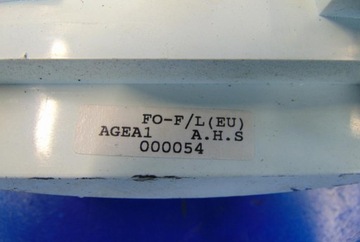 FO-F/L(EU)
AGEA1 A.H.S
000054